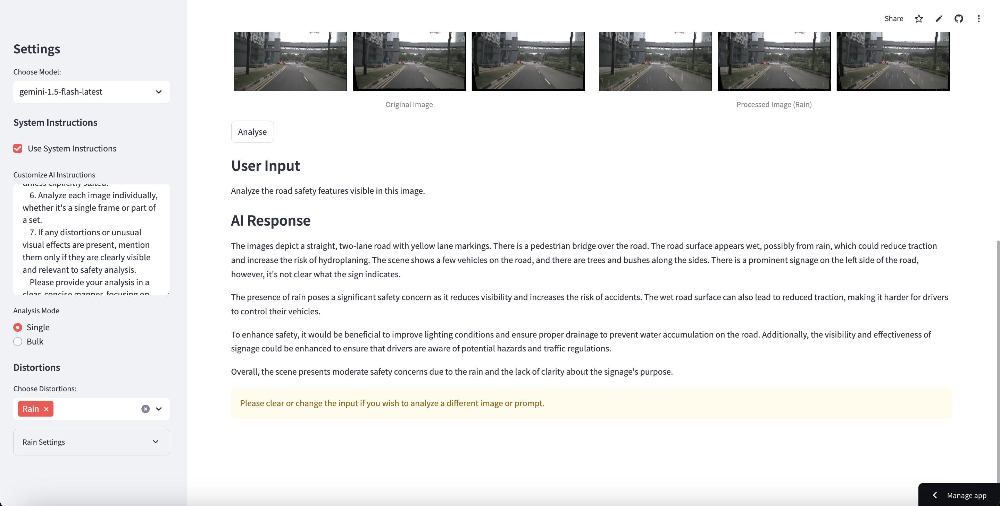 Share
Settings
Choose Model:
gemini-1.5-flash-latest
System Instructions
Use System Instructions
Customize AI Instructions
unless explicitly stated.
6. Analyze each image individually,
whether it's a single frame or part of
a set.
7. If any distortions or unusual
visual effects are present, mention
them only if they are clearly visible
and relevant to safety analysis.
Please provide your analysis in a
clear, concise manner, focusing on
Analysis Mode
Single
Bulk
Distortions
Choose Distortions:
Rain
Rain Settings
Original Image
Processed Image (Rain)
Analyse
User Input
Analyze the road safety features visible in this image.
AI Response
The images depict a straight, two-lane road with yellow lane markings. There is a pedestrian bridge over the road. The road surface appears wet, possibly from rain, which could reduce traction
and increase the risk of hydroplaning. The scene shows a few vehicles on the road, and there are trees and bushes along the sides. There is a prominent signage on the left side of the road,
however, it's not clear what the sign indicates.
The presence of rain poses a significant safety concern as it reduces visibility and increases the risk of accidents. The wet road surface can also lead to reduced traction, making it harder for drivers
to control their vehicles.
To enhance safety, it would be beneficial to improve lighting conditions and ensure proper drainage to prevent water accumulation on the road. Additionally, the visibility and effectiveness of
signage could be enhanced to ensure that drivers are aware of potential hazards and traffic regulations.
Overall, the scene presents moderate safety concerns due to the rain and the lack of clarity about the signage's purpose.
Please clear or change the input if you wish to analyze a different image or prompt.
Manage app